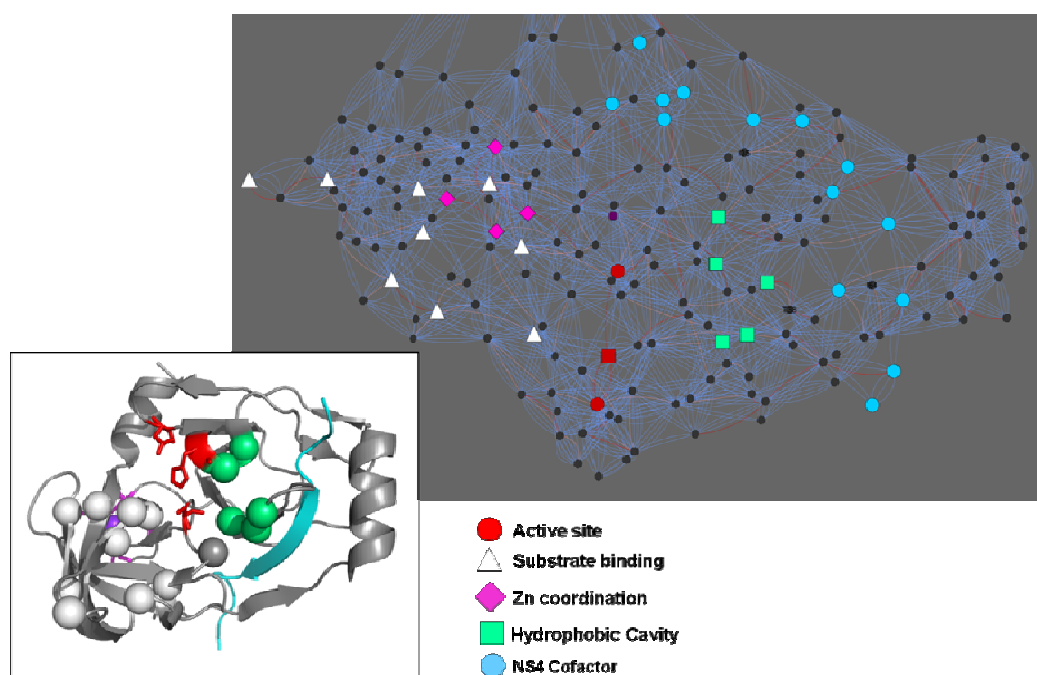 Active site
Substrate binding
Zn coordination
Hydrophobic Cavity
NS4 Cofactor